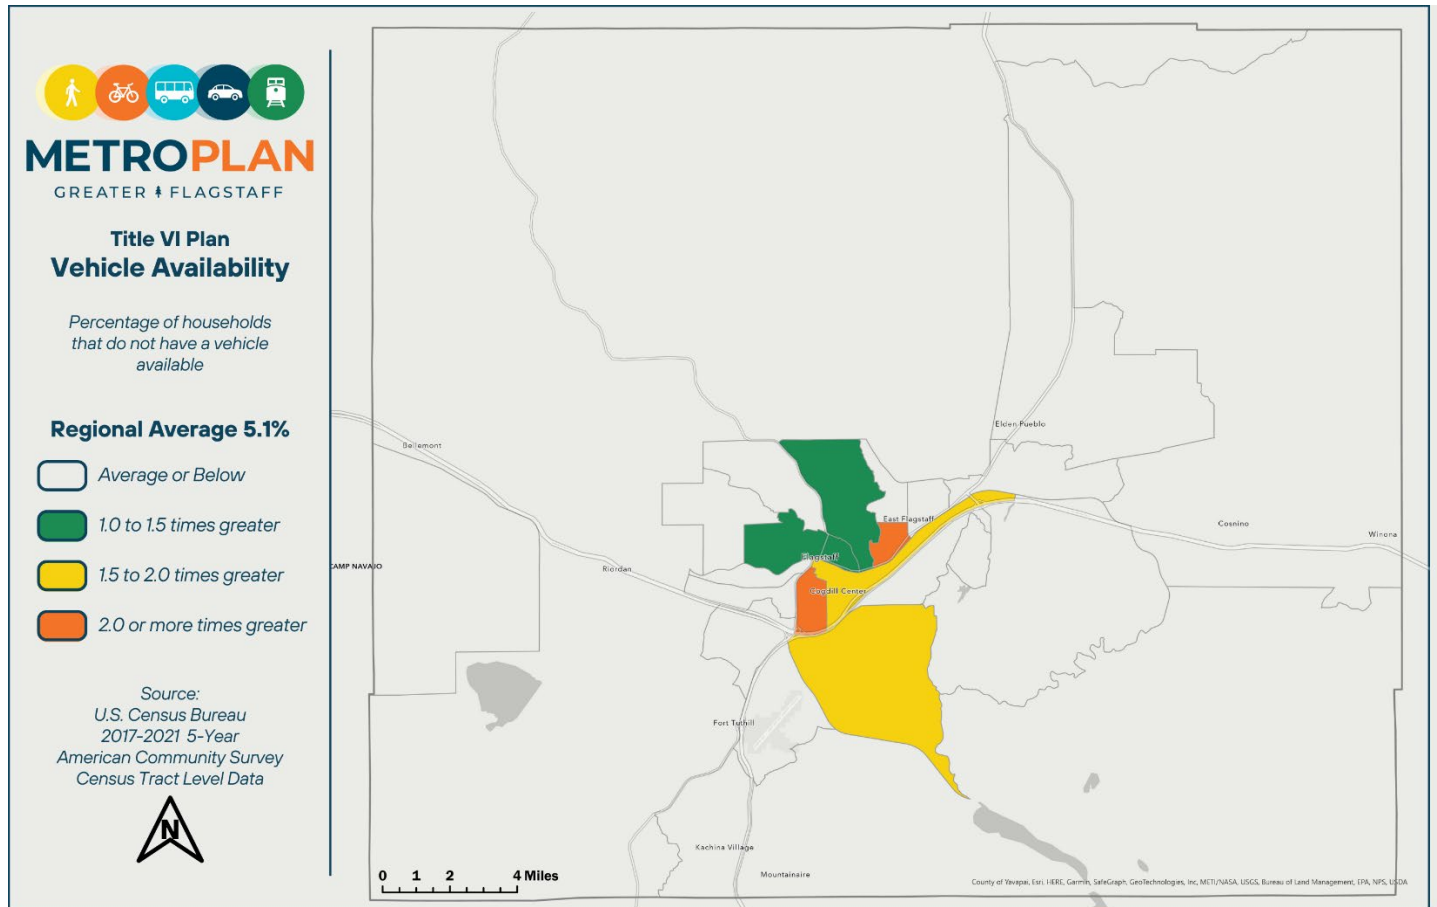 METROPLAN
GREATER FLAGSTAFF
Title VI Plan
Vehicle Availability
Percentage of households
that do not have a vehicle
available
Regional Average 5.1%
Average or Below
1.0 to 1.5 times greater
1.5 to 2.0 times greater
2.0 or more times greater
Source:
U.S. Census Bureau
2017-2021 5-Year
American Community Survey
Census Tract Level Data
N
Elden Pueblo
Bellemont
East Flagstaff
Cosnino
Winona
Flagstaff
CAMP NAVAJO
Riordan
Cogdill Center
Fort Tuthill
Kachina Village
Mountainaire
0 1 2 4 Miles
County of Yavapai, Esri, HERE, Garmin, SafeGraph, GeoTechnologies, Inc, METI/NASA, USGS, Bureau of Land Management, EPA, NPS, USDA